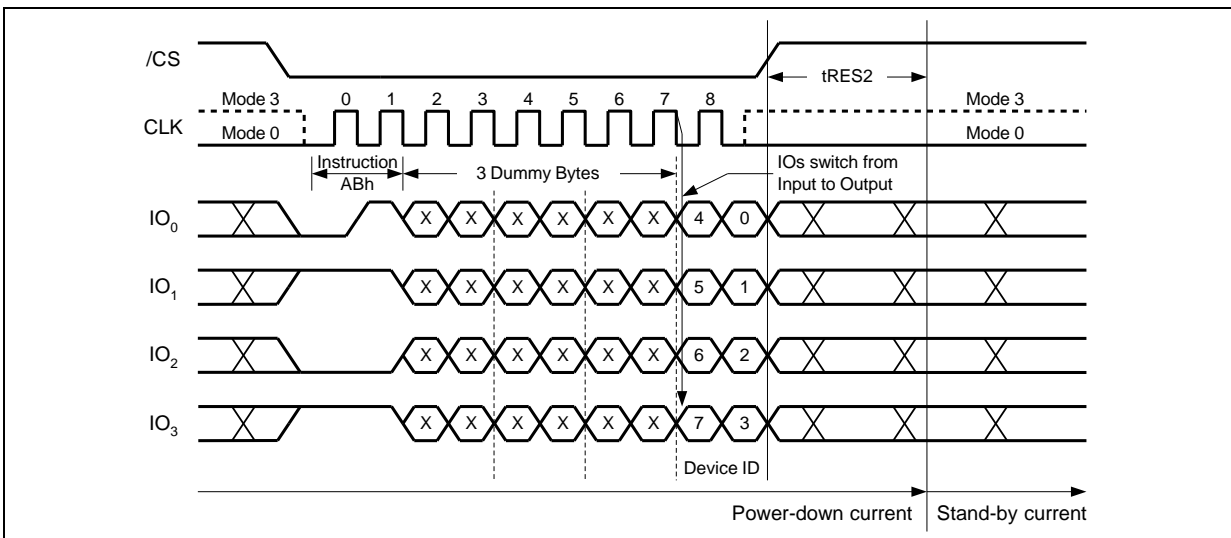 /CS
tRES2
Mode 3 0 1 2 3 4 5 6 7 8 Mode 3
CLK
Mode 0 Mode 0
Instruction
ABh
3 Dummy Bytes
IOs switch from
Input to Output
IO0 X X X X X X 4 0
IO1 X X X X X X 5 1
IO2 X X X X X X 6 2
IO3 X X X X X X 7 3
Device ID
Power-down current Stand-by current